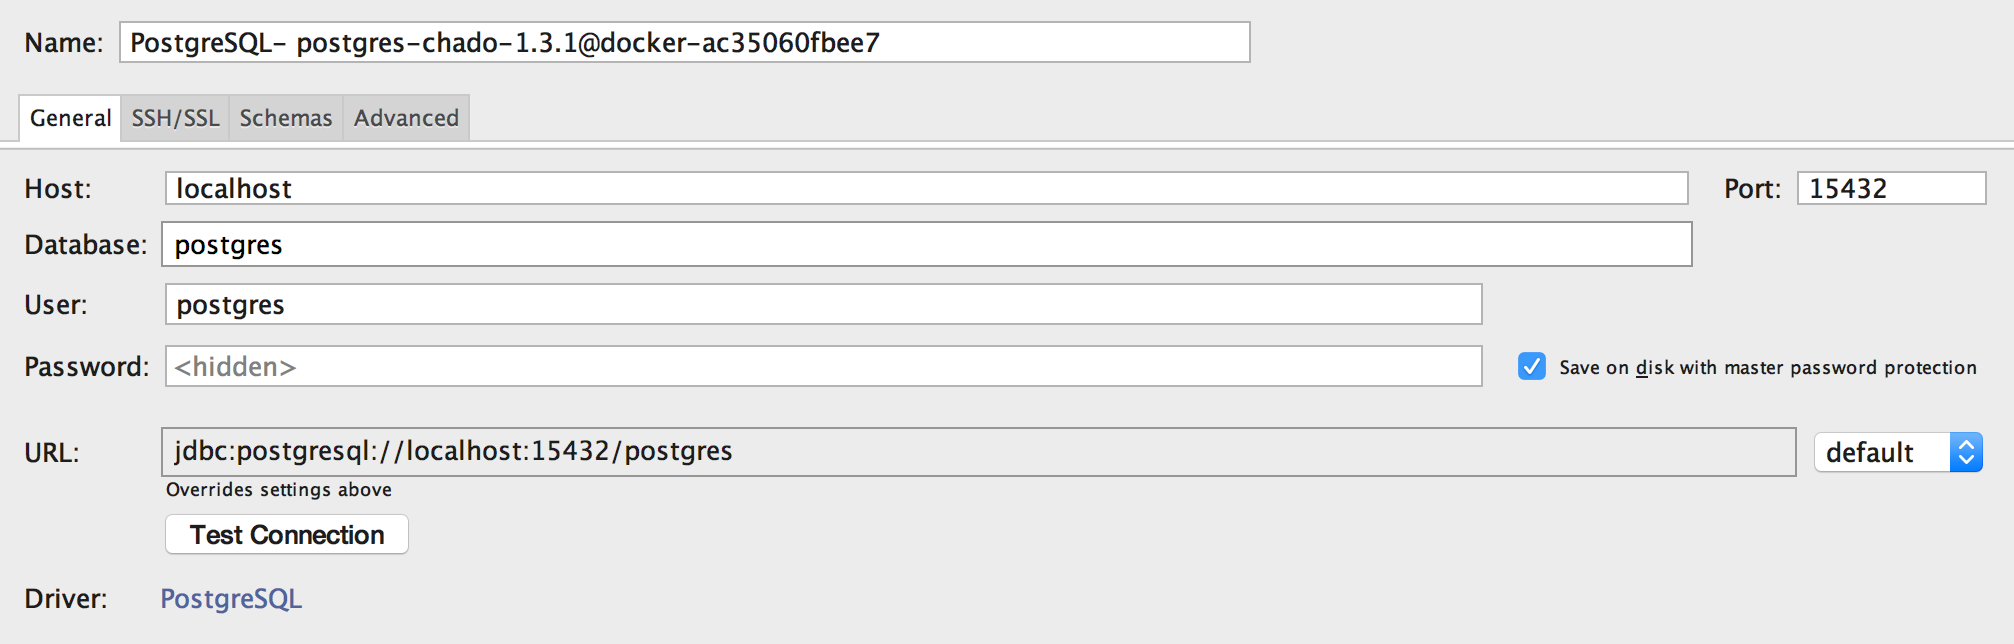 Name: PostgreSQL- postgres-chado-1.3.1@docker-ac35060fbee7
General SSH/SSL Schemas Advanced
Host: localhost Port: 15432
Database: postgres
User: postgres
Password: <hidden> Save on disk with master password protection
URL: jdbc:postgresql://localhost:15432/postgres default
Overrides settings above
Test Connection
Driver: PostgreSQL